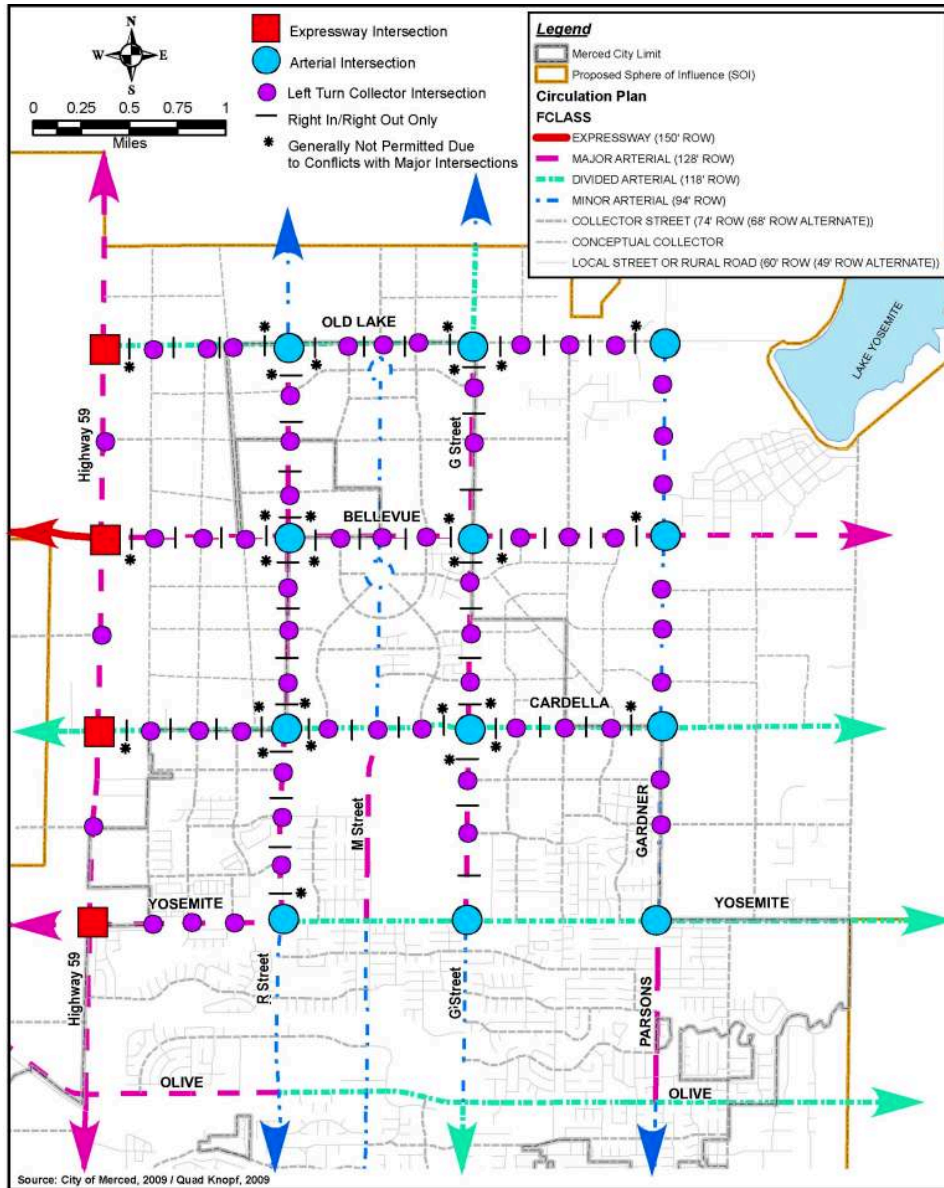 N
W E
S
0 0.25 0.5 0.75 1
Miles
Expressway Intersection
Arterial Intersection
Left Turn Collector Intersection
Right In/Right Out Only
* Generally Not Permitted Due
to Conflicts with Major Intersections
Legend
Merced City Limit
Proposed Sphere of Influence (SOI)
Circulation Plan
FCLASS
EXPRESSWAY (150' ROW)
MAJOR ARTERIAL (128' ROW)
DIVIDED ARTERIAL (118' ROW)
MINOR ARTERIAL (94' ROW)
COLLECTOR STREET (74' ROW (68' ROW ALTERNATE))
CONCEPTUAL COLLECTOR
LOCAL STREET OR RURAL ROAD (60' ROW (49' ROW ALTERNATE))
OLD LAKE
LAKE YOSEMITE
Highway 59
G Street
BELLEVUE
CARDELLA
M Street
GARDNER
YOSEMITE
YOSEMITE
Highway 59
R Street
G Street
PARSONS
OLIVE
OLIVE
Source: City of Merced, 2009 / Quad Knopf, 2009